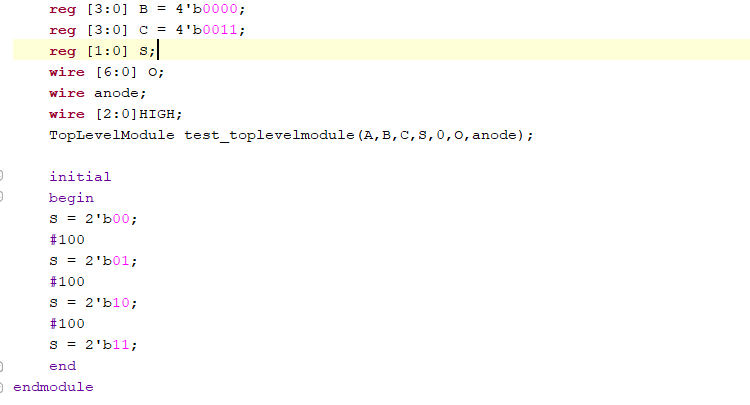 reg [3:0] B = 4'b0000;
reg [3:0] C = 4'b0011;
reg [1:0] S;
wire [6:0] O;
wire anode;
wire [2:0]HIGH;
TopLevelModule test_toplevelmodule(A,B,C,S,0,O,anode);
initial
begin
S = 2'b00;
#100
S = 2'b01;
#100
S = 2'b10;
#100
S = 2'b11;
end
endmodule